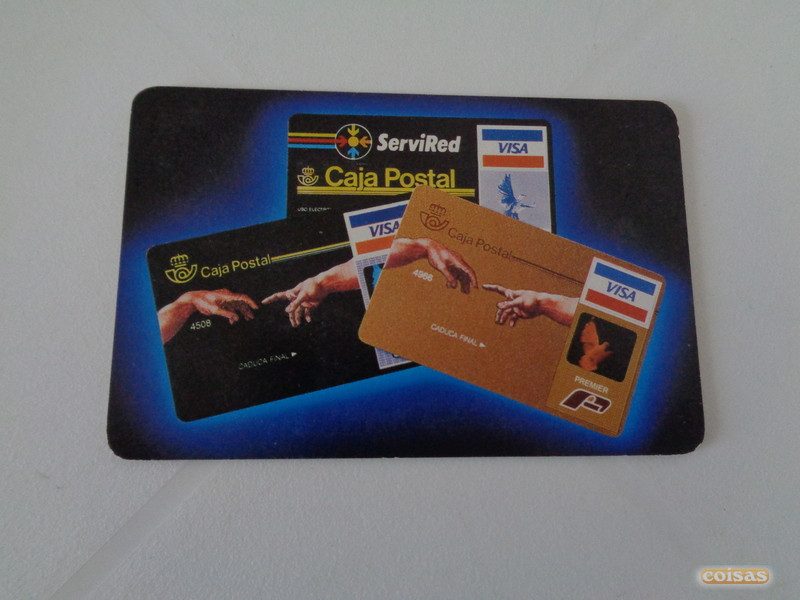 ServiRed
VISA
Caja Postal
VISA
Caja Postal
4508
CADUCA FINAL
Caja Postal
4966
CADUCA FINAL
VISA
PREMIER
coisas